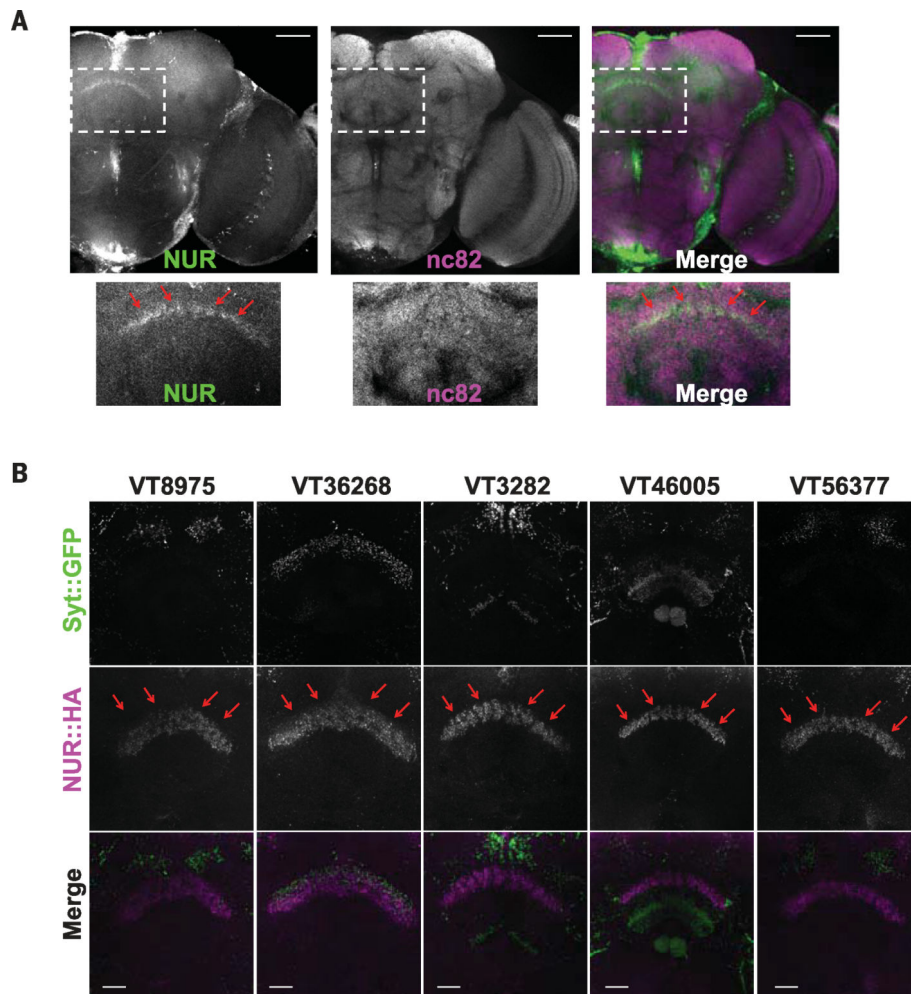 A
NUR
nc82
Merge
NUR
nc82
Merge
B
VT8975 VT36268 VT3282 VT46005 VT56377
Syt::GFP
NUR::HA
Merge